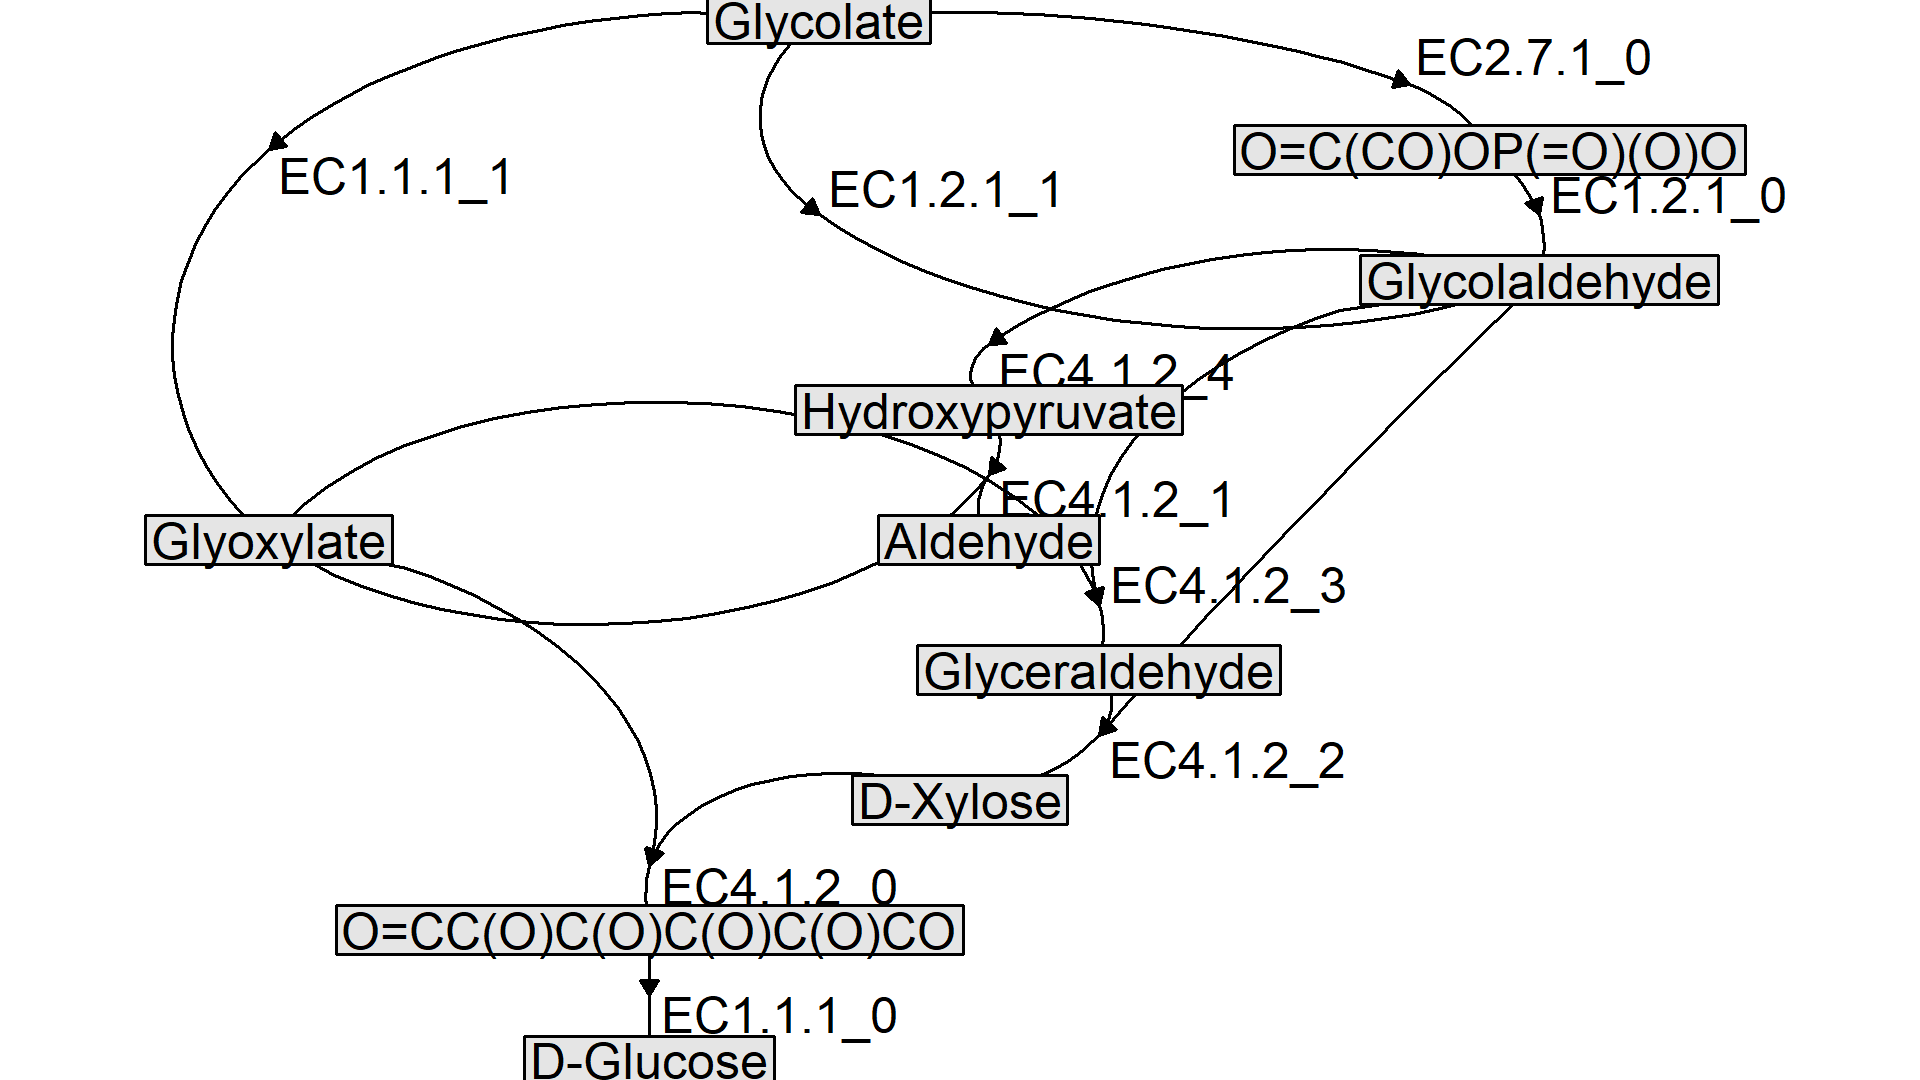 Glycolate
EC2.7.1_0
O=C(CO)OP(=O)(O)O
EC1.1.1_1
EC1.2.1_1
EC1.2.1_0
Glycolaldehyde
EC4.1.2_4
Hydroxypyruvate
EC4.1.2_1
Glyoxylate
Aldehyde
EC4.1.2_3
Glyceraldehyde
EC4.1.2_2
D-Xylose
EC4.1.2_0
O=CC(O)C(O)C(O)C(O)CO
EC1.1.1_0
D-Glucose